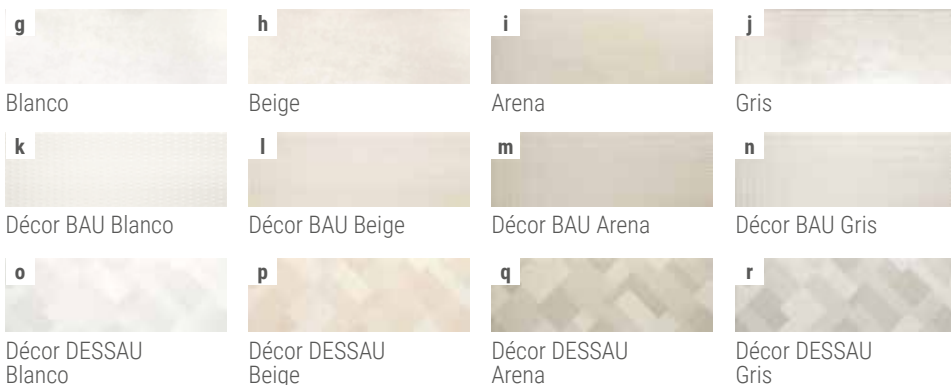 g
h
i
j
Blanco
Beige
Arena
Gris
k
l
m
n
Décor BAU Blanco
Décor BAU Beige
Décor BAU Arena
Décor BAU Gris
o
p
q
r
Décor DESSAU
Blanco
Décor DESSAU
Beige
Décor DESSAU
Arena
Décor DESSAU
Gris